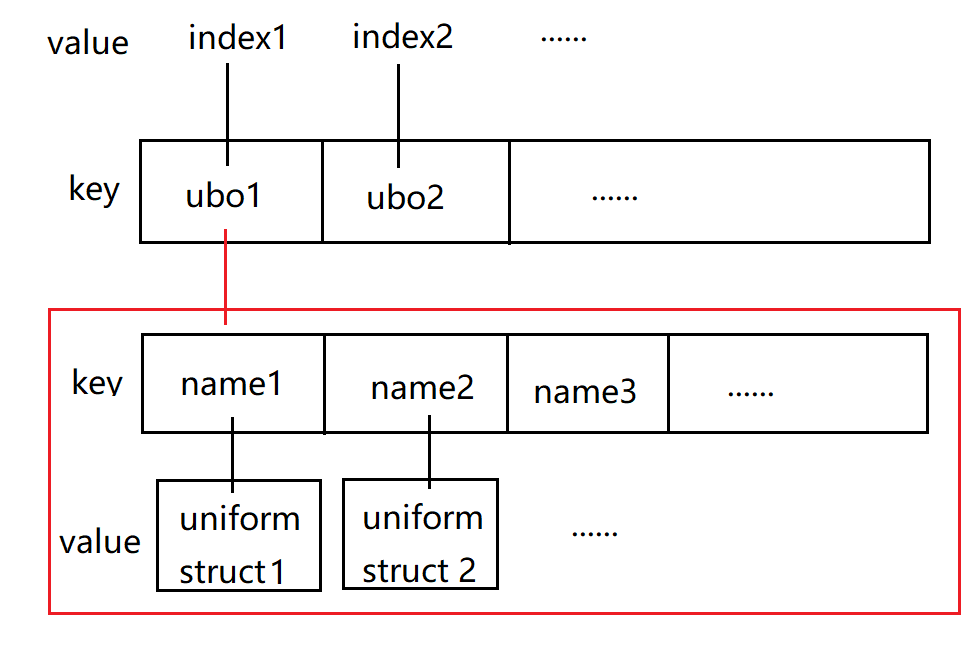 value index1 index2 ......
key ubo1 ubo2 ......
key name1 name2 name3 ......
value uniform struct1 uniform struct 2 ......